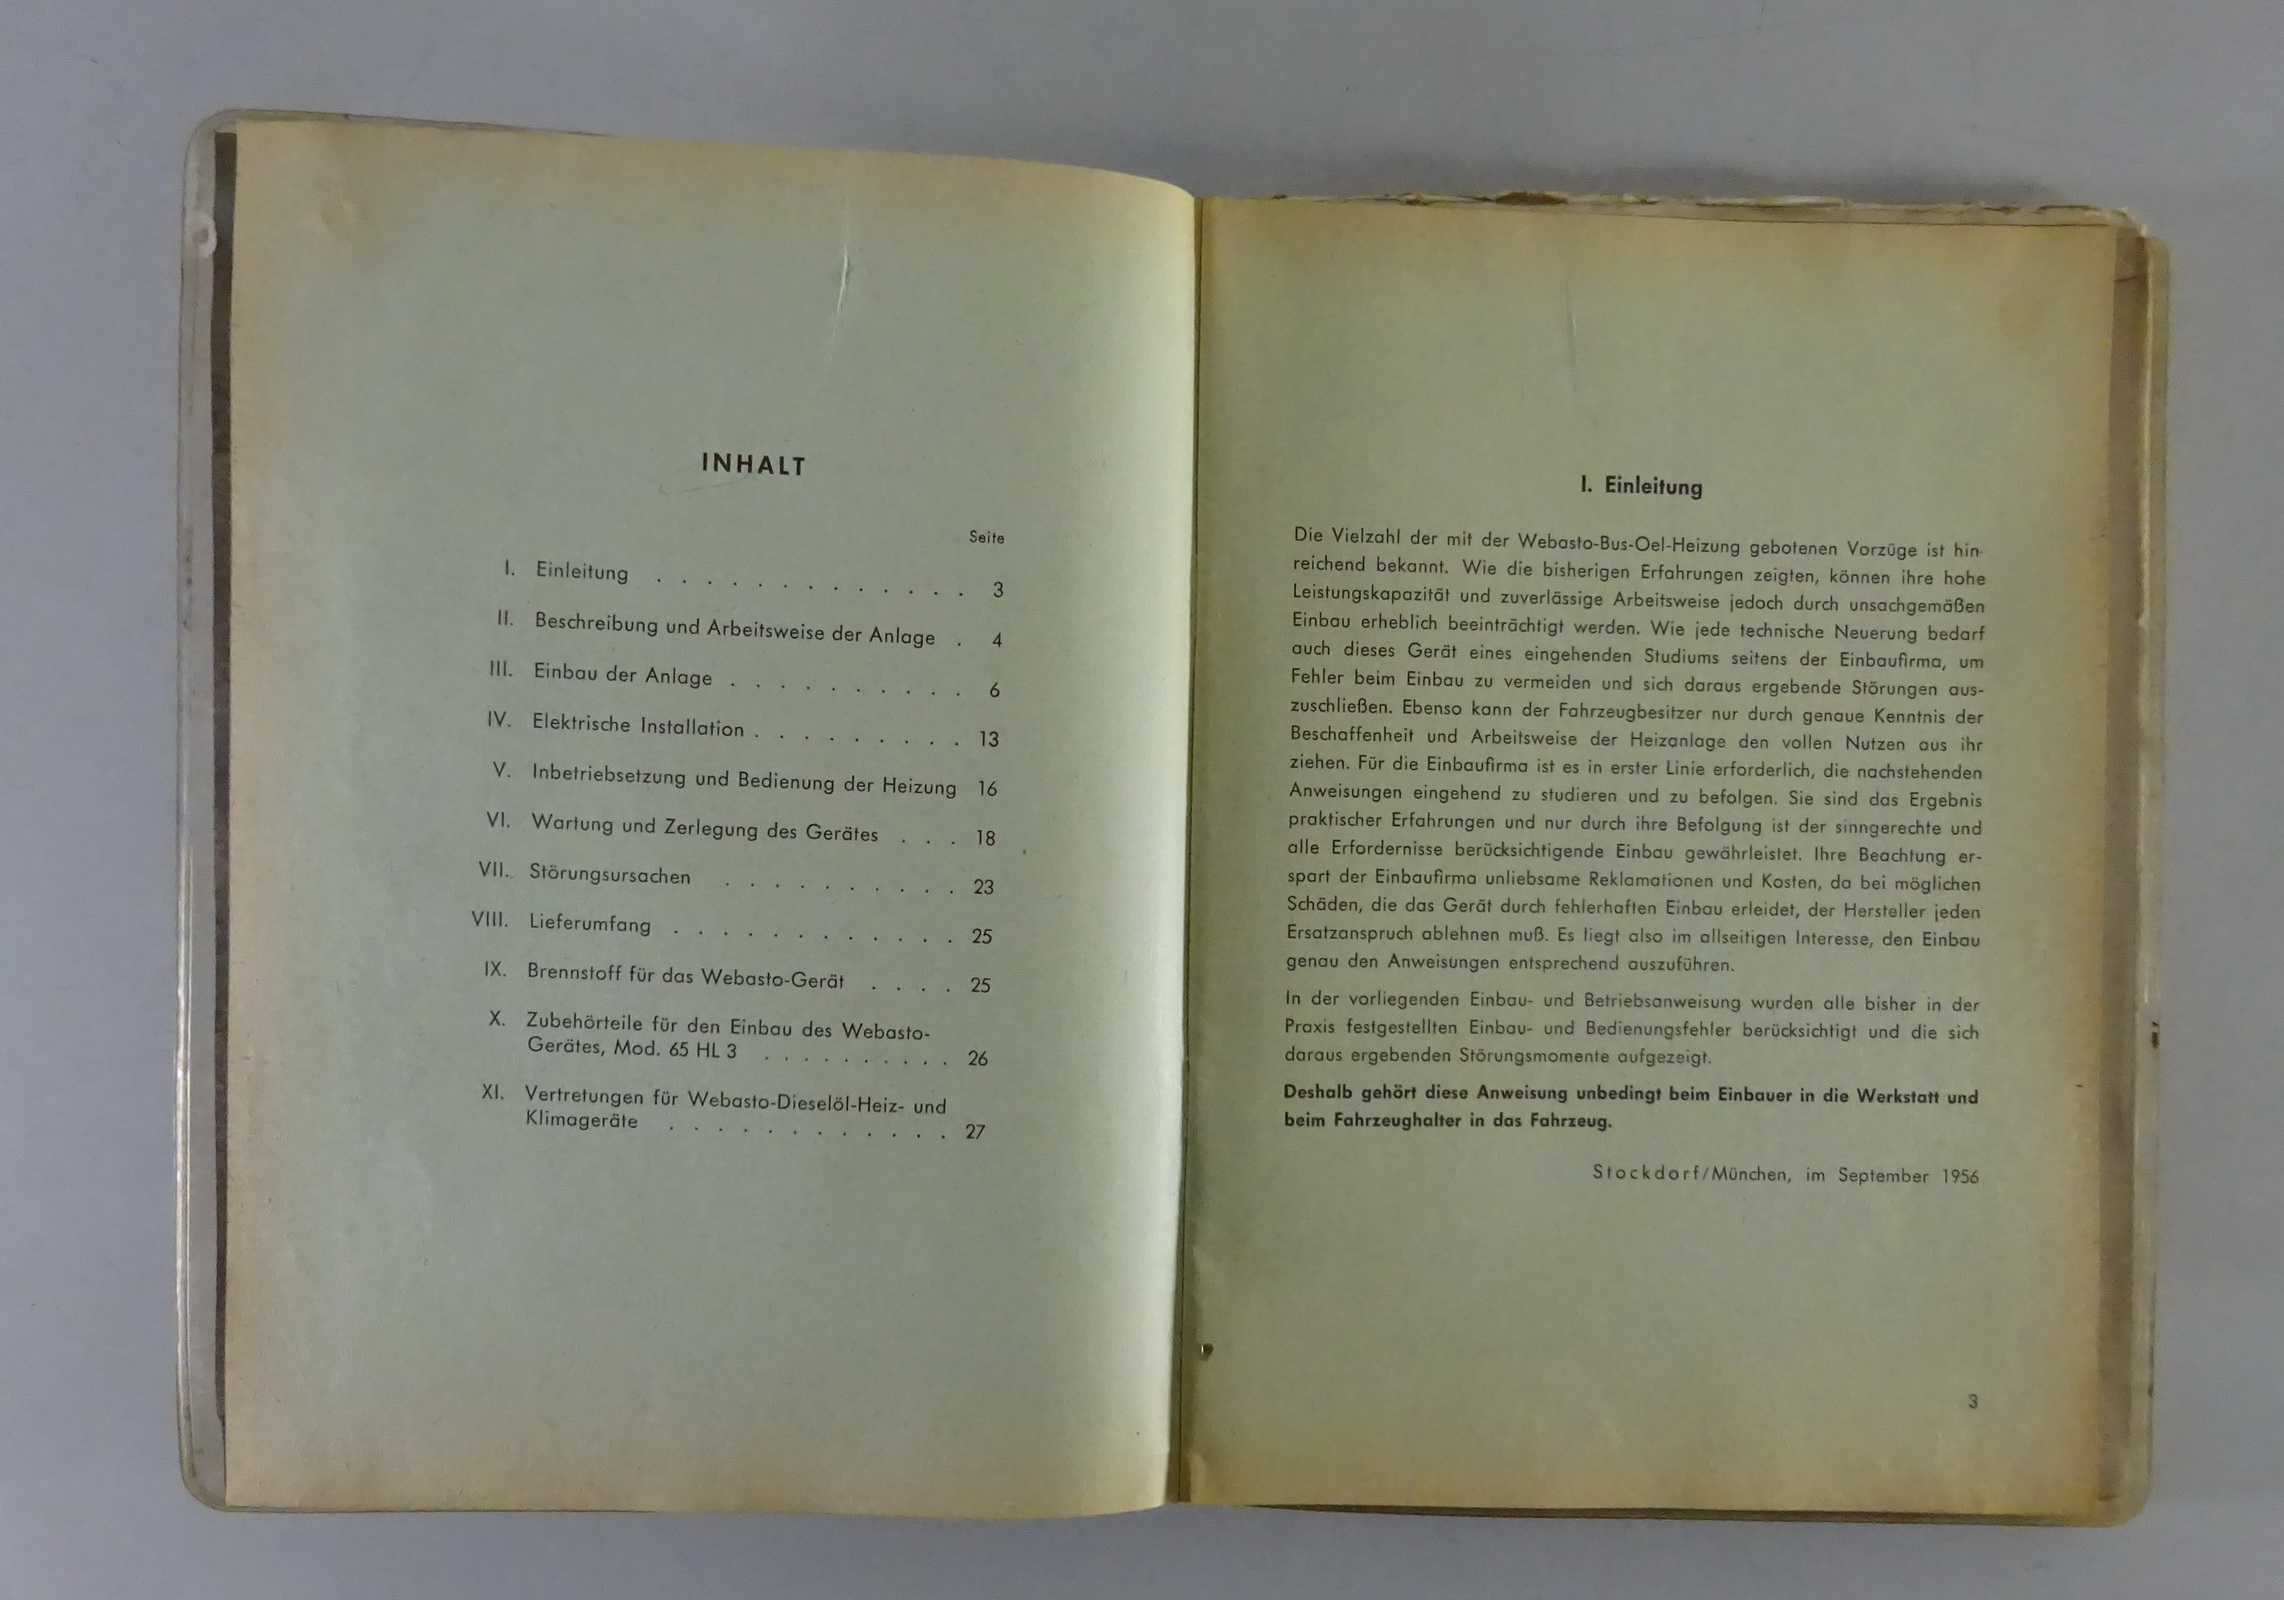 INHALT
Seite
I. Einleitung . . . . . . . . . . . . . 3
II. Beschreibung und Arbeitsweise der Anlage . 4
III. Einbau der Anlage . . . . . . . . . . 6
IV. Elektrische Installation . . . . . . . . . 13
V. Inbetriebsetzung und Bedienung der Heizung 16
VI. Wartung und Zerlegung des Gerätes . . . 18
VII. Störungsursachen . . . . . . . . . . 23
VIII. Lieferumfang . . . . . . . . . . . . 25
IX. Brennstoff für das Webasto-Gerät . . . . 25
X. Zubehörteile für den Einbau des Webasto-
Gerätes, Mod. 65 HL 3 . . . . . . . . 26
XI. Vertretungen für Webasto-Dieselöl-Heiz- und
Klimageräte . . . . . . . . . . . . 27
I. Einleitung
Die Vielzahl der mit der Webasto-Bus-Oel-Heizung gebotenen Vorzüge ist hin-
reichend bekannt. Wie die bisherigen Erfahrungen zeigten, können ihre hohe
Leistungskapazität und zuverlässige Arbeitsweise jedoch durch unsachgemäßen
Einbau erheblich beeinträchtigt werden. Wie jede technische Neuerung bedarf
auch dieses Gerät eines eingehenden Studiums seitens der Einbaufirma, um
Fehler beim Einbau zu vermeiden und sich daraus ergebende Störungen aus-
zuschließen. Ebenso kann der Fahrzeugbesitzer nur durch genaue Kenntnis der
Beschaffenheit und Arbeitsweise der Heizanlage den vollen Nutzen aus ihr
ziehen. Für die Einbaufirma ist es in erster Linie erforderlich, die nachstehenden
Anweisungen eingehend zu studieren und zu befolgen. Sie sind das Ergebnis
praktischer Erfahrungen und nur durch ihre Befolgung ist der sinngerechte und
alle Erfordernisse berücksichtigende Einbau gewährleistet. Ihre Beachtung er-
spart der Einbaufirma unliebsame Reklamationen und Kosten, da bei möglichen
Schäden, die das Gerät durch fehlerhaften Einbau erleidet, der Hersteller jeden
Ersatzanspruch ablehnen muß. Es liegt also im allseitigen Interesse, den Einbau
genau den Anweisungen entsprechend auszuführen.
In der vorliegenden Einbau- und Betriebsanweisung wurden alle bisher in der
Praxis festgestellten Einbau- und Bedienungsfehler berücksichtigt und die sich
daraus ergebenden Störungsmomente aufgezeigt.
Deshalb gehört diese Anweisung unbedingt beim Einbauer in die Werkstatt und
beim Fahrzeughalter in das Fahrzeug.
Stockdorf/München, im September 1956
3